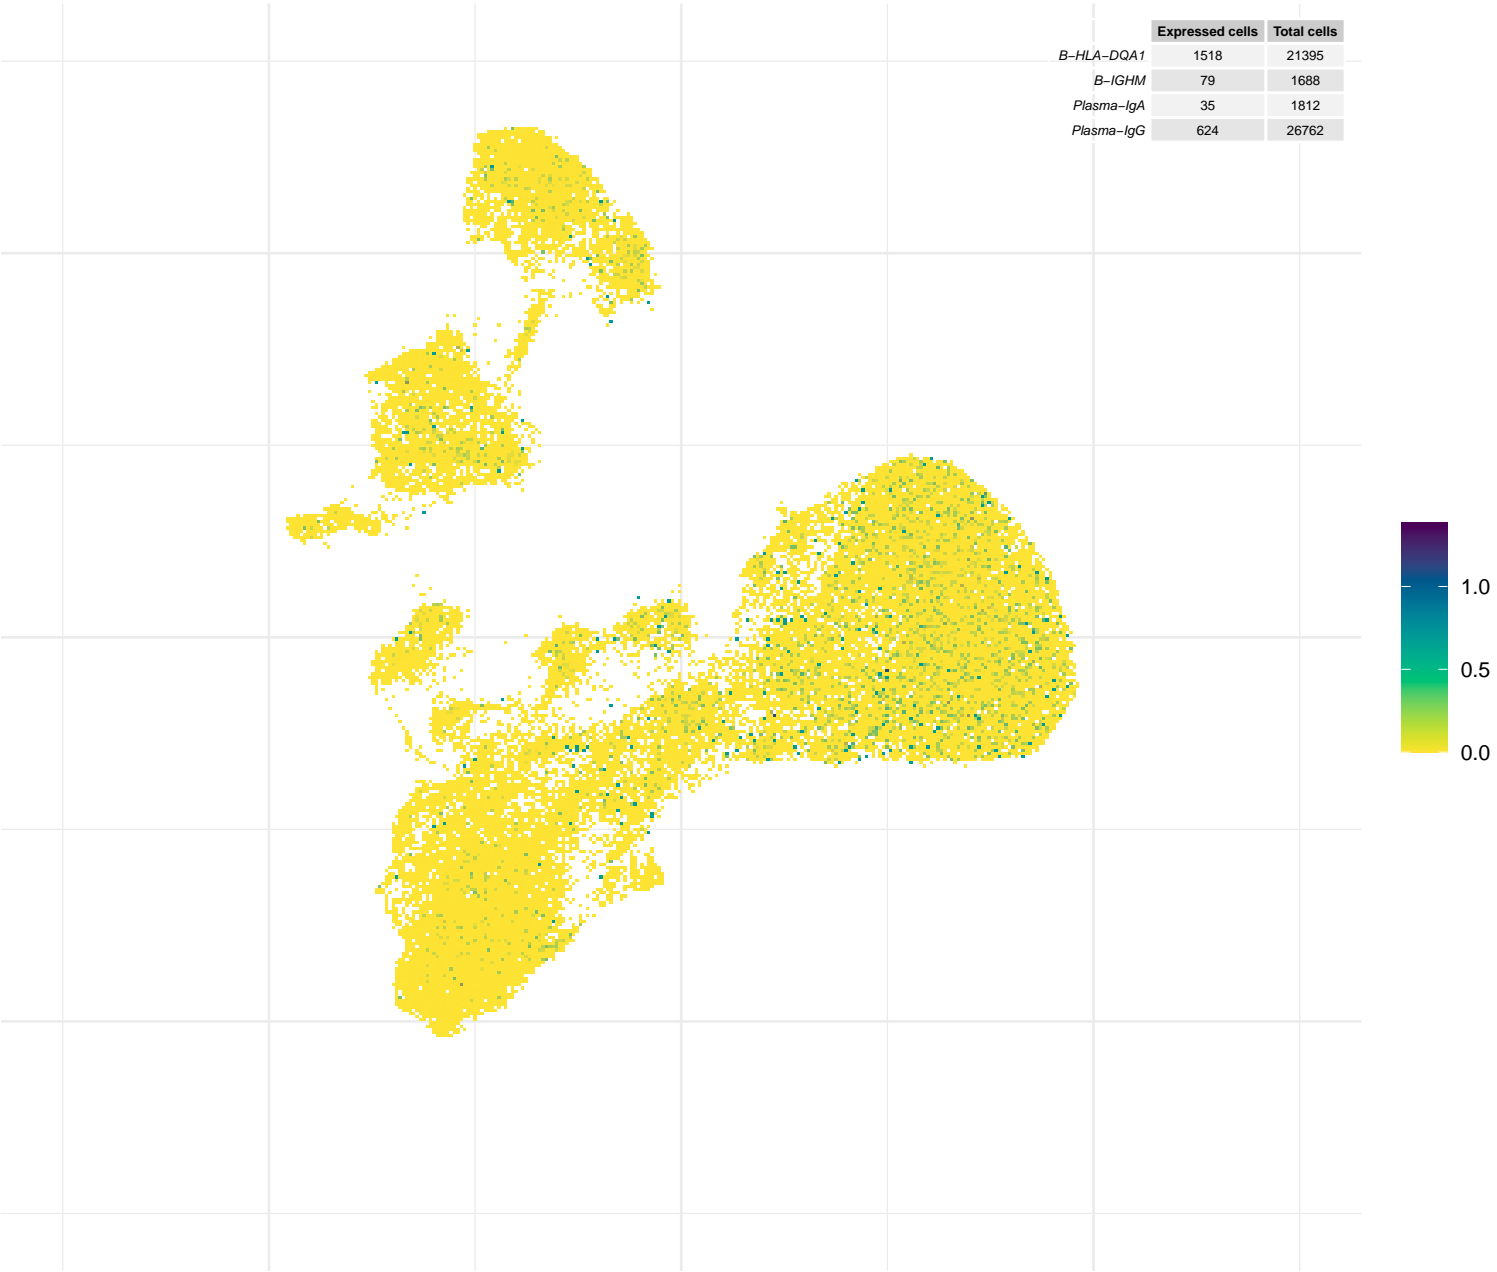 Expressed cells Total cells
B−HLA−DQA1 1518 21395
B−IGHM 79 1688
Plasma−IgA 35 1812
Plasma−IgG 624 26762
1.0
0.5
0.0